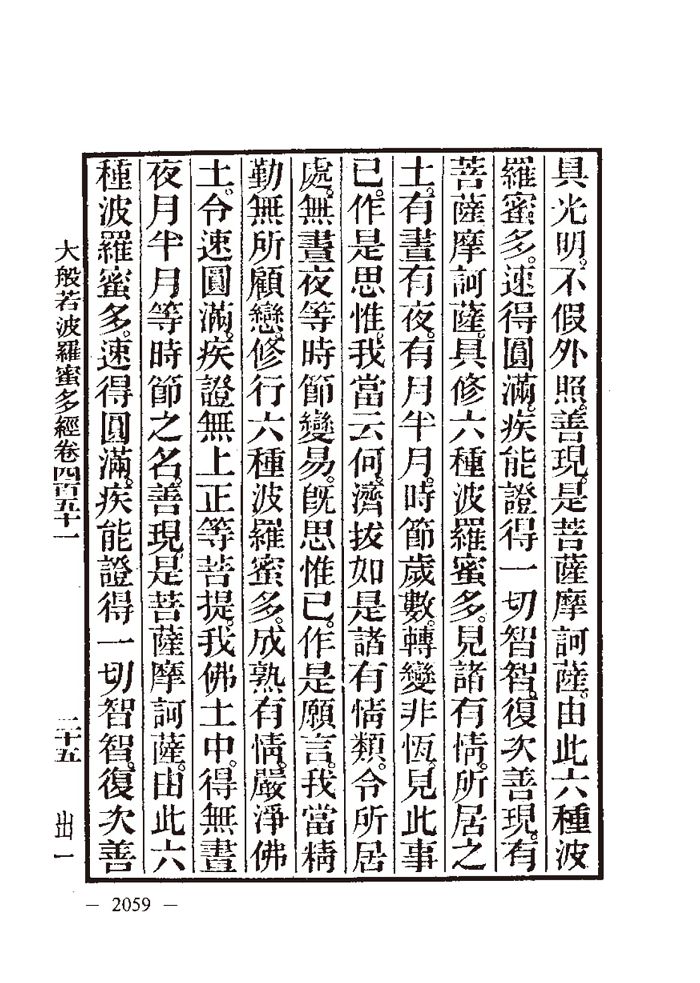 具光明。不假外照。善現。是菩薩摩訶薩。由此六種波
羅蜜多。速得圓滿。疾能證得一切智智。復次善現。有
菩薩摩訶薩。具修六種波羅蜜多。見諸有情。所居之
土。有晝有夜。有月半月。時節歲數。轉變非恆。見此事
已。作是思惟。我當云何。濟拔如是諸有情類。令所居
處。無晝夜等時節變易。既思惟已。作是願言。我當精
勤無所顧戀。修行六種波羅蜜多。成熟有情。嚴淨佛
土。令速圓滿。疾證無上正等菩提。我佛土中。得無晝
夜月半月等時節之名。善現。是菩薩摩訶薩。由此六
種波羅蜜多。速得圓滿。疾能證得一切智智。復次善
大般若波羅蜜多經卷四百五十一 二十五 出一
— 2059 —